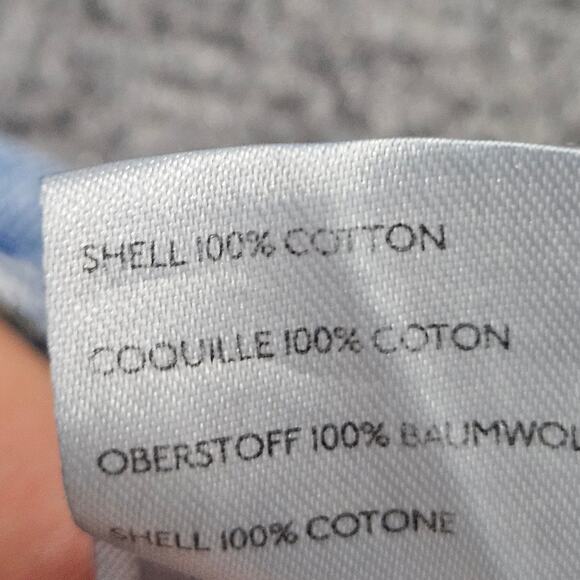 SHELL 100% COTTON
COQUILLE 100% COTON
OBERSTOFF 100% BAUMWOL
SHELL 100% COTONE